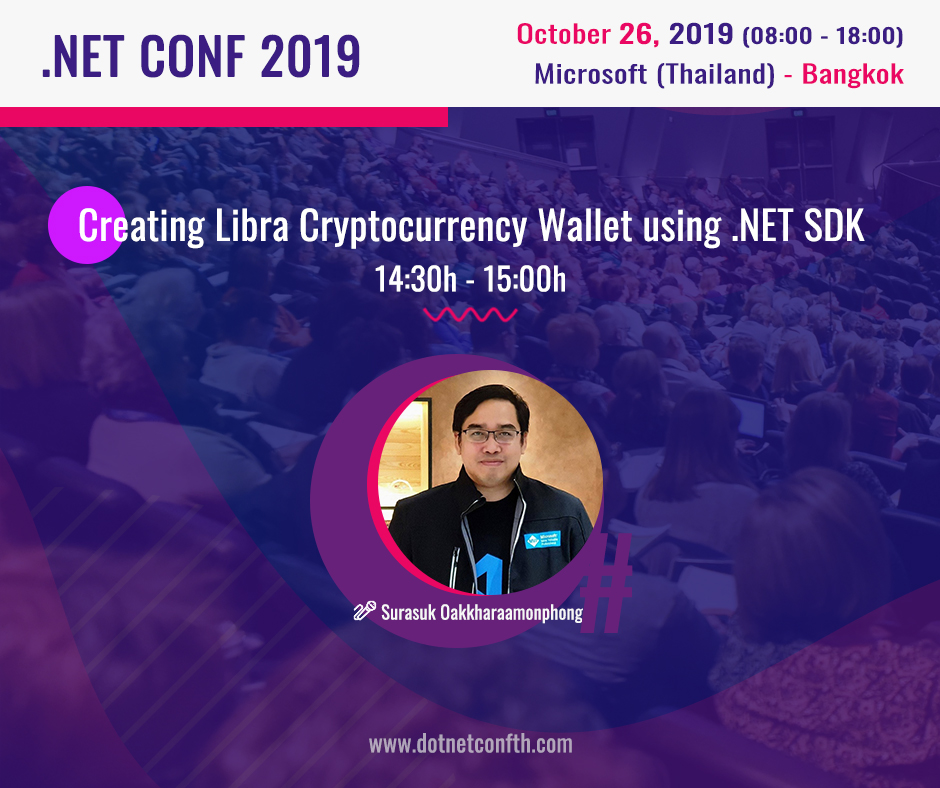 .NET CONF 2019
October 26, 2019 (08:00 - 18:00)
Microsoft (Thailand) - Bangkok
Creating Libra Cryptocurrency Wallet using .NET SDK
14:30h - 15:00h
Microsoft
#
Surasuk Oakkharaamonphong
www.dotnetconfth.com